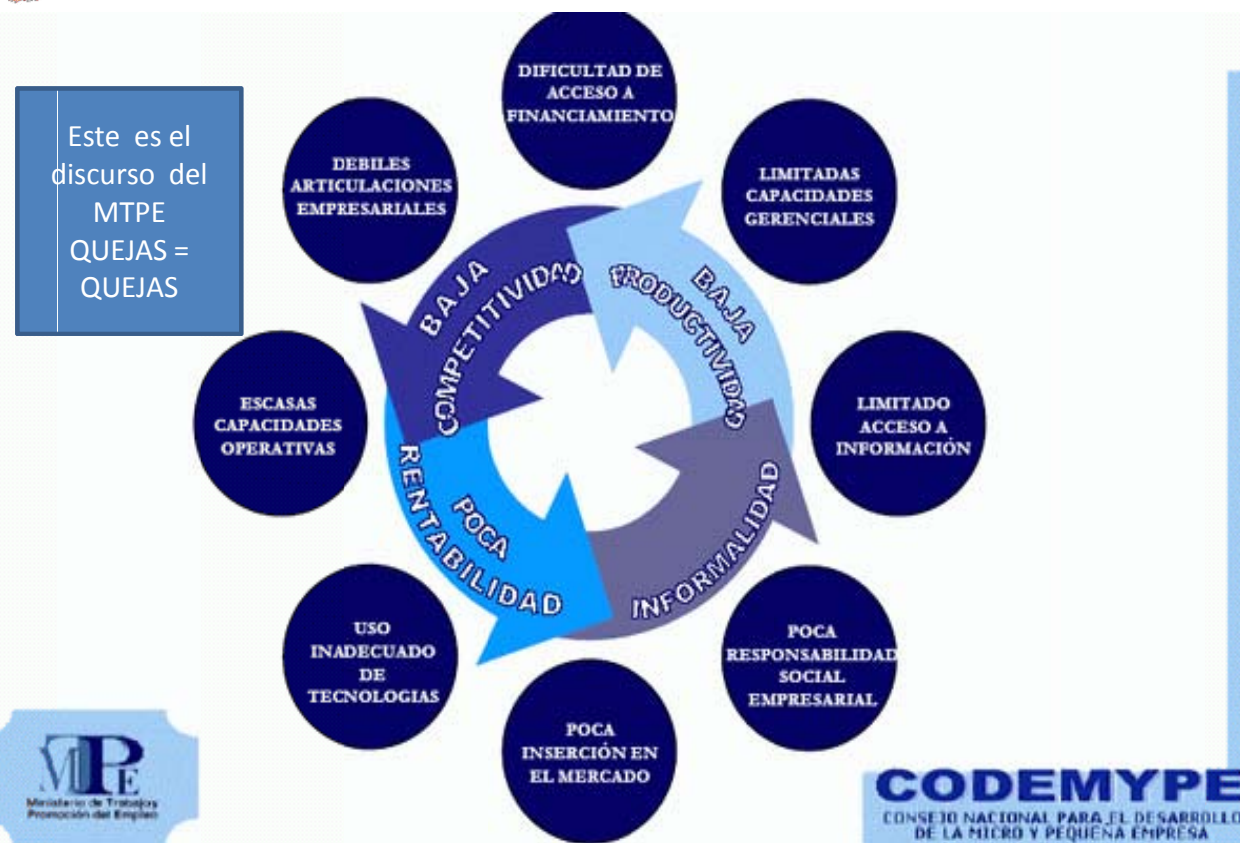 Este es el
discurso del
MTPE
QUEJAS =
QUEJAS
DIFICULTAD DE
ACCESO A
FINANCIAMIENTO
DEBILES
ARTICULACIONES
EMPRESARIALES
LIMITADAS
CAPACIDADES
GERENCIALES
BAJA
COMPETITIVIDAD
BAJA
PRODUCTIVIDAD
ESCASAS
CAPACIDADES
OPERATIVAS
LIMITADO
ACCESO A
INFORMACIÓN
POCA
RENTABILIDAD
INFORMALIDAD
USO
INADECUADO
DE
TECNOLOGIAS
POCA
RESPONSABILIDAD
SOCIAL
EMPRESARIAL
POCA
INSERCIÓN EN
EL MERCADO
MTPE
Ministerio de Trabajo y
Promoción del Empleo
CODEMYPE
CONSEJO NACIONAL PARA EL DESARROLLO
DE LA MICRO Y PEQUEÑA EMPRESA